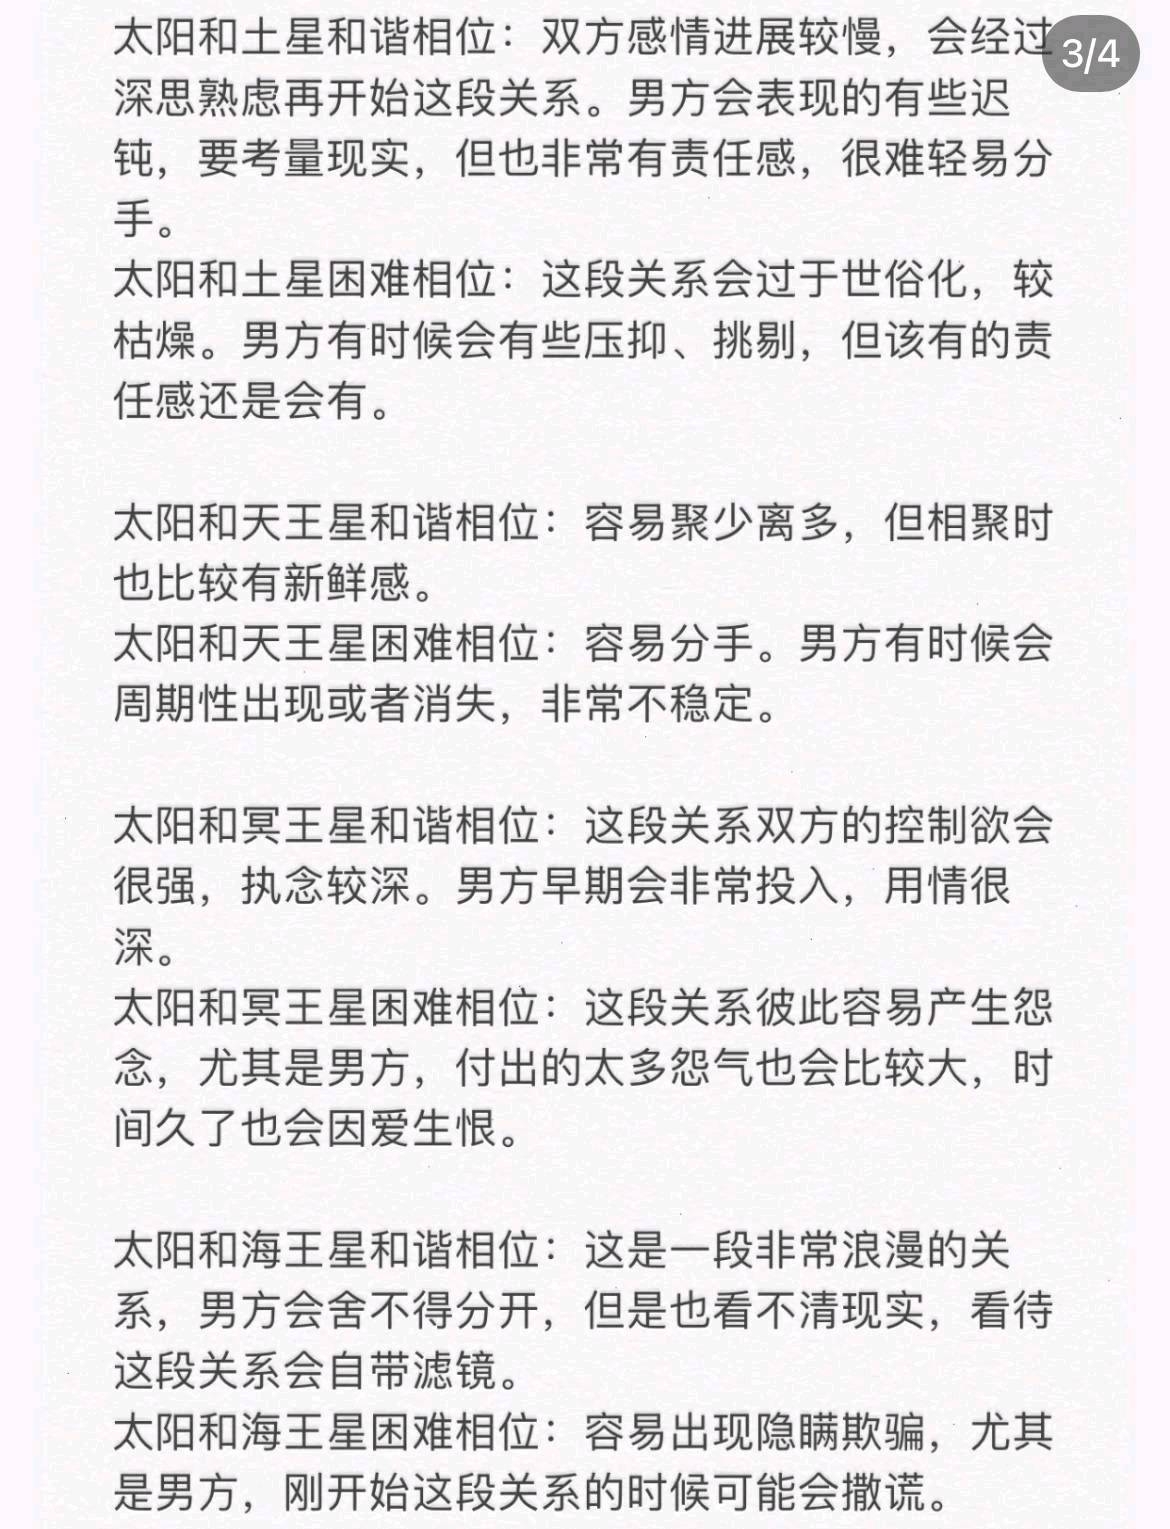 太阳和土星和谐相位：双方感情进展较慢，会经过
3/4
深思熟虑再开始这段关系。男方会表现的有些迟
钝，要考量现实，但也非常有责任感，很难轻易分
手。
太阳和土星困难相位：这段关系会过于世俗化，较
枯燥。男方有时候会有些压抑、挑剔，但该有的责
任感还是会有。
太阳和天王星和谐相位：容易聚少离多，但相聚时
也比较有新鲜感。
太阳和天王星困难相位：容易分手。男方有时候会
周期性出现或者消失，非常不稳定。
太阳和冥王星和谐相位：这段关系双方的控制欲会
很强，执念较深。男方早期会非常投入，用情很
深。
太阳和冥王星困难相位：这段关系彼此容易产生怨
念，尤其是男方，付出的太多怨气也会比较大，时
间久了也会因爱生恨。
太阳和海王星和谐相位：这是一段非常浪漫的关
系，男方会舍不得分开，但是也看不清现实，看待
这段关系会自带滤镜。
太阳和海王星困难相位：容易出现隐瞒欺骗，尤其
是男方，刚开始这段关系的时候可能会撒谎。